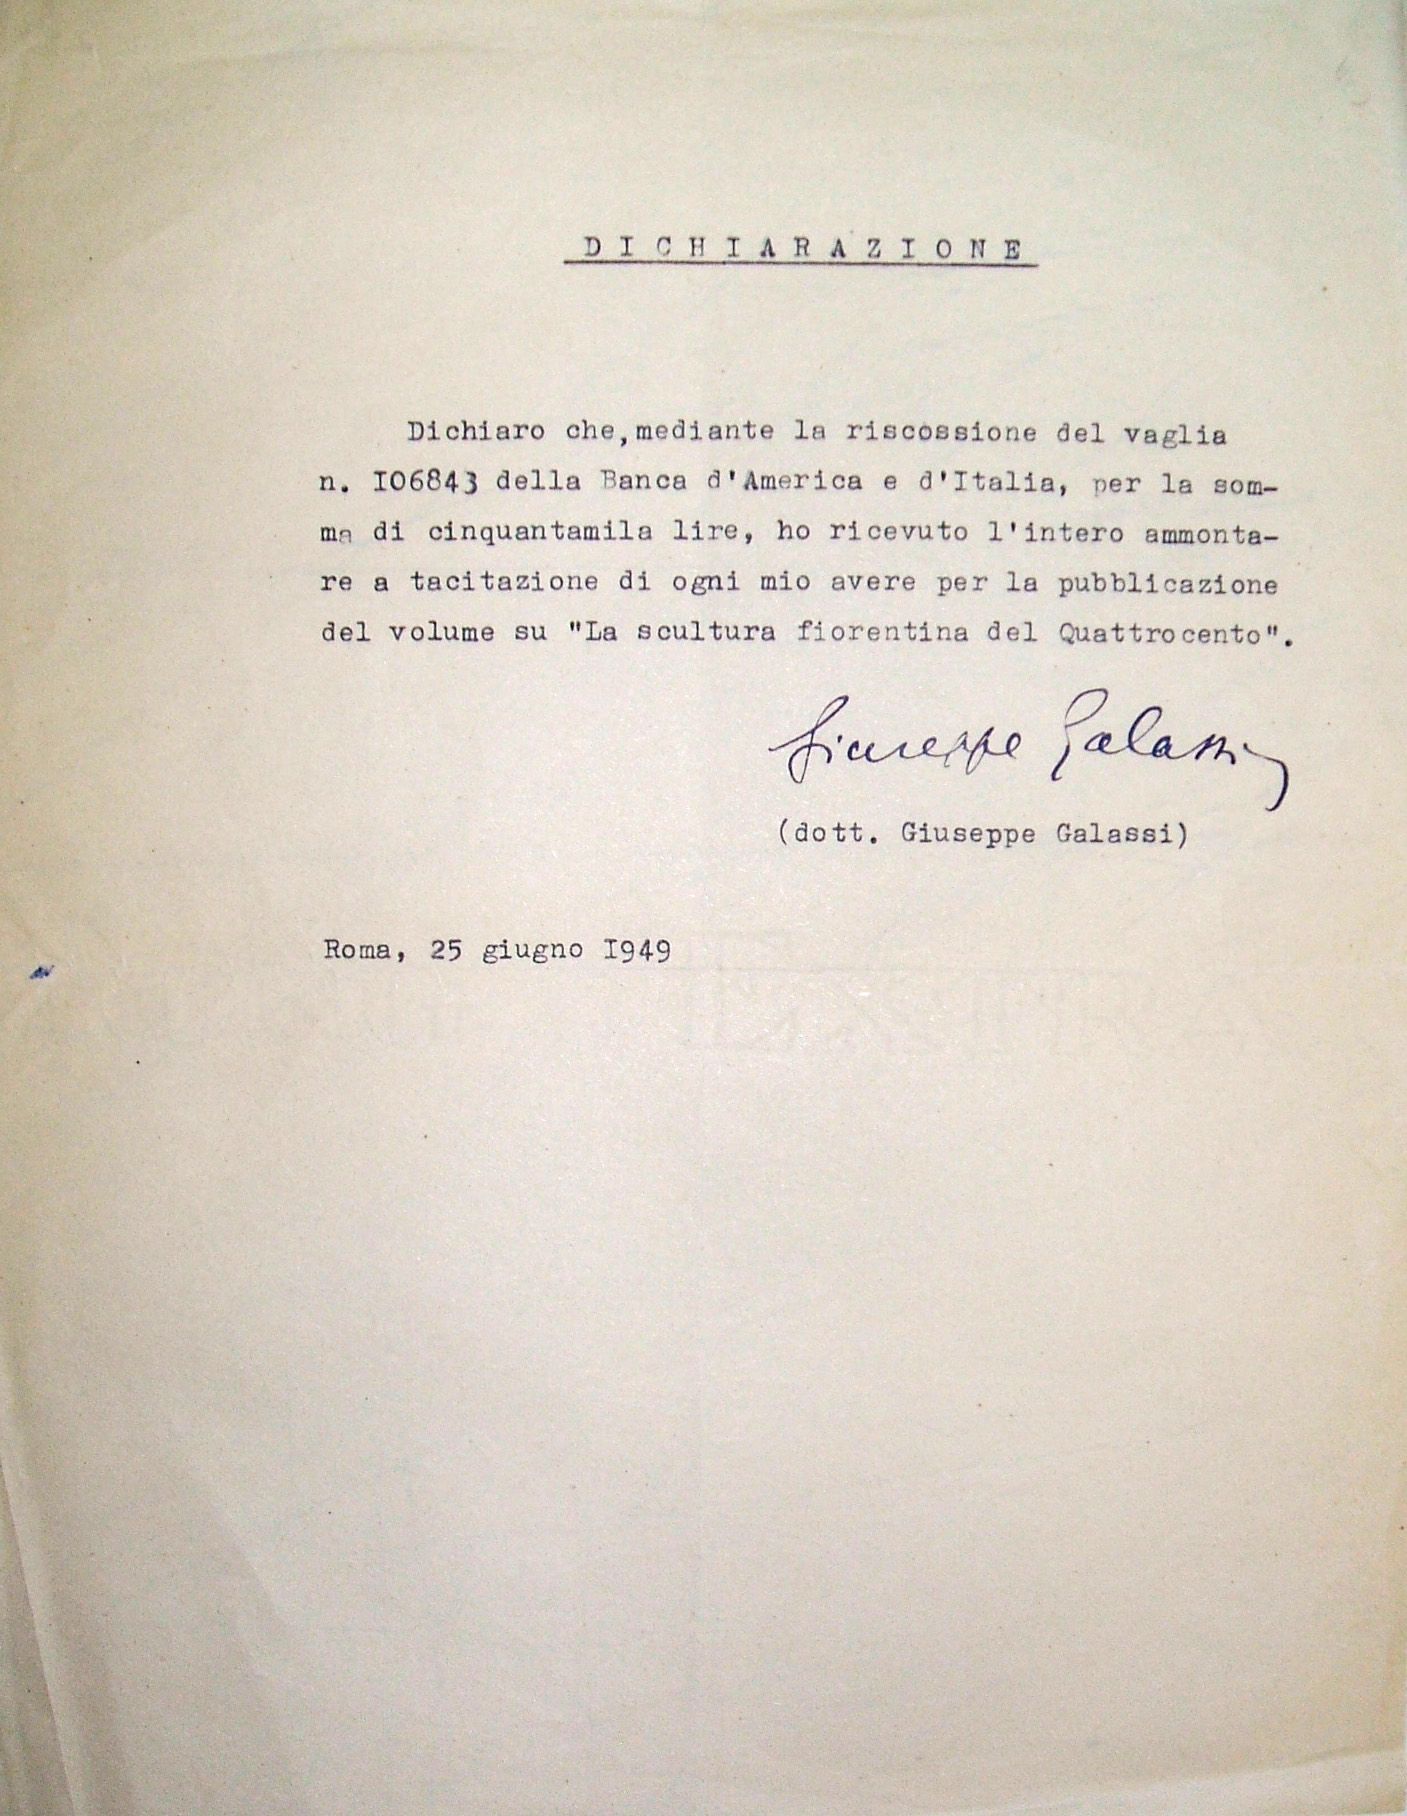 DICHIARAZIONE
Dichiaro che,mediante la riscossione del vaglia
n. I06843 della Banca d'America e d'Italia, per la som-
ma di cinquantamila lire, ho ricevuto l'intero ammonta-
re a tacitazione di ogni mio avere per la pubblicazione
del volume su "La scultura fiorentina del Quattrocento".
Giuseppe Galassi
(dott. Giuseppe Galassi)
Roma, 25 giugno I949